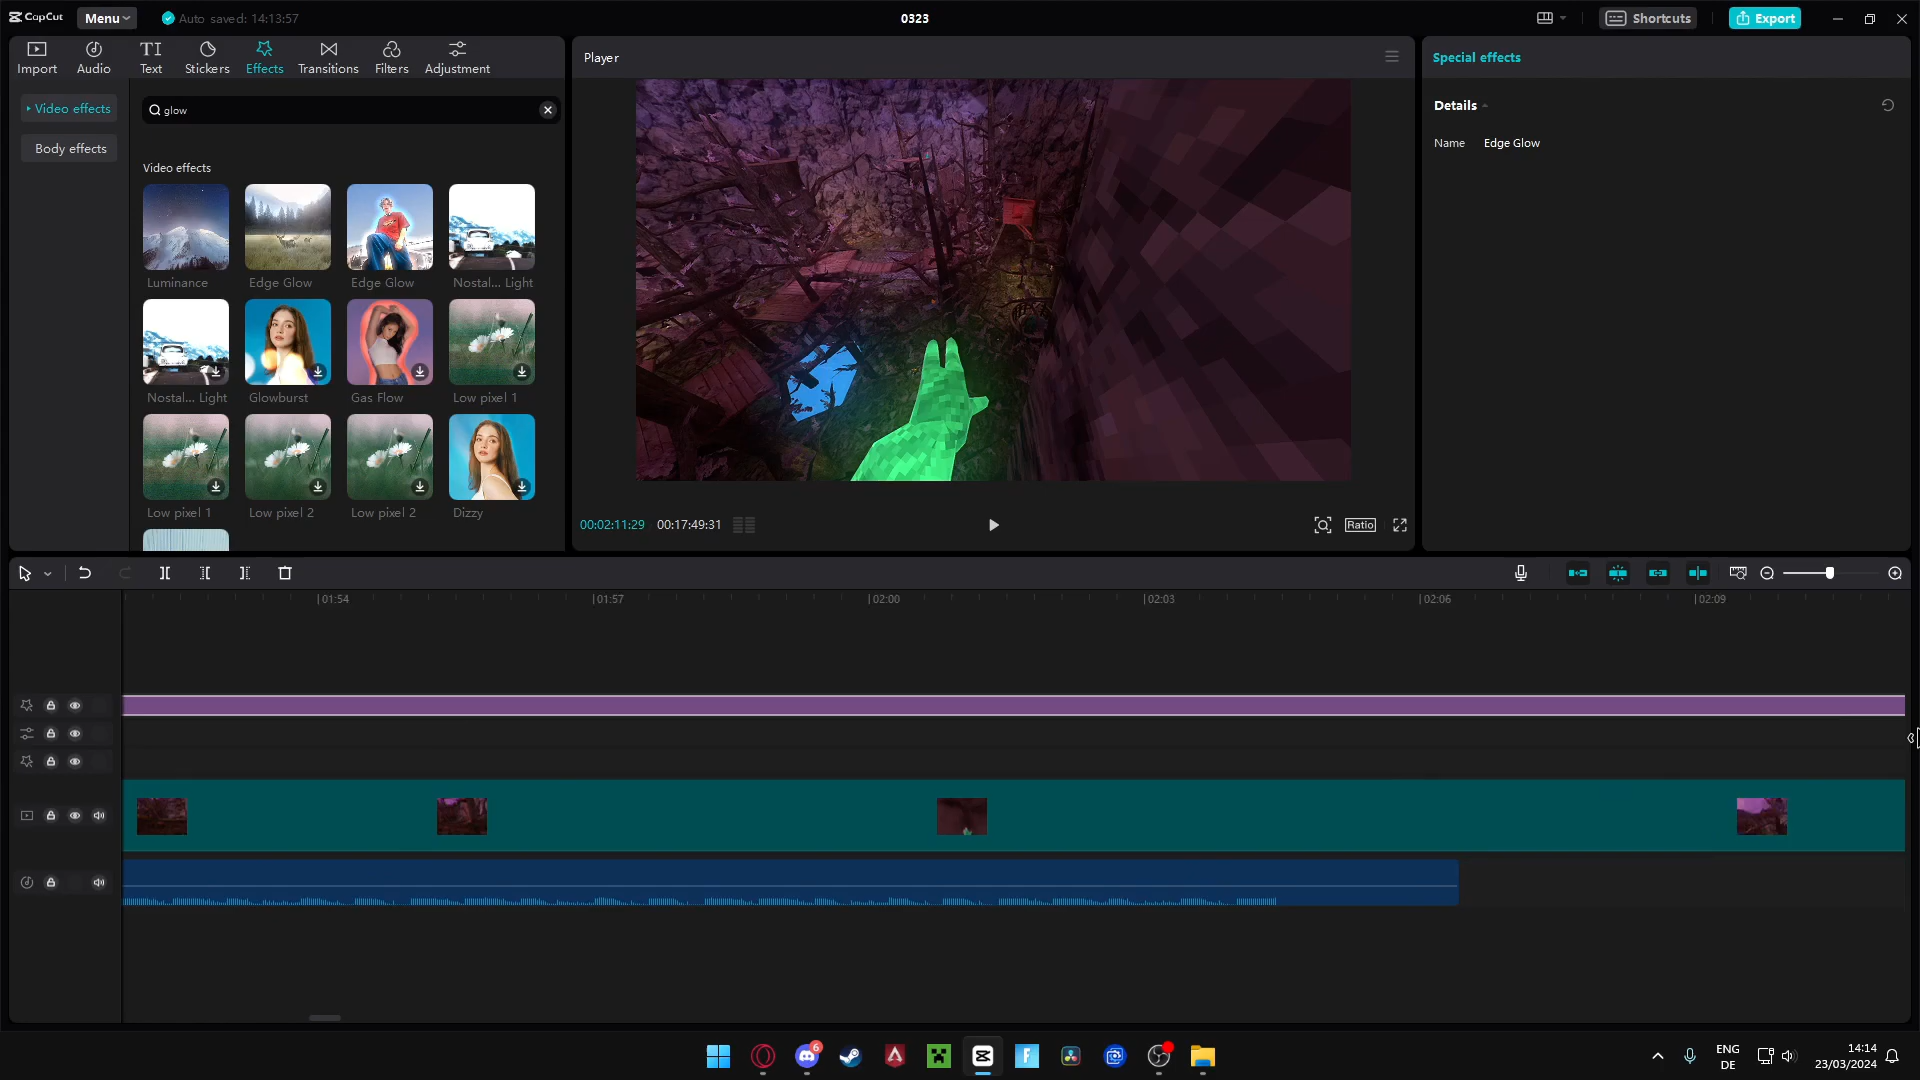 CapCut
Menu
Auto saved: 14:13:57
0323
Shortcuts
Export
Import
Audio
TI
Text
Stickers
Effects
Transitions
Filters
Adjustment
Player
Special effects
Video effects
Body effects
glow
Video effects
Luminance
Edge Glow
Edge Glow
Nostal... Light
Nostal... Light
Glowburst
Gas Flow
Low pixel 1
Low pixel 1
Low pixel 2
Low pixel 2
Dizzy
Details
Name Edge Glow
00:02:11:29 00:17:49:31
Ratio
01:54
01:57
02:00
02:03
02:06
02:09
6
F
ENG
DE
14:14
23/03/2024